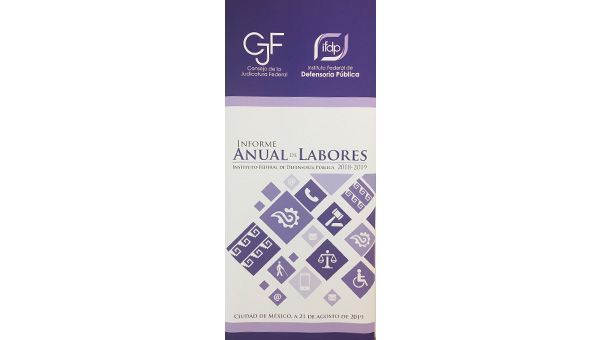 CJF
Consejo de la
Judicatura Federal
ifdp
Instituto Federal de
Defensoría Pública
INFORME
ANUAL DE LABORES
INSTITUTO FEDERAL DE DEFENSORÍA PÚBLICA 2018-2019
@
CIUDAD DE MÉXICO, A 21 DE AGOSTO DE 2019